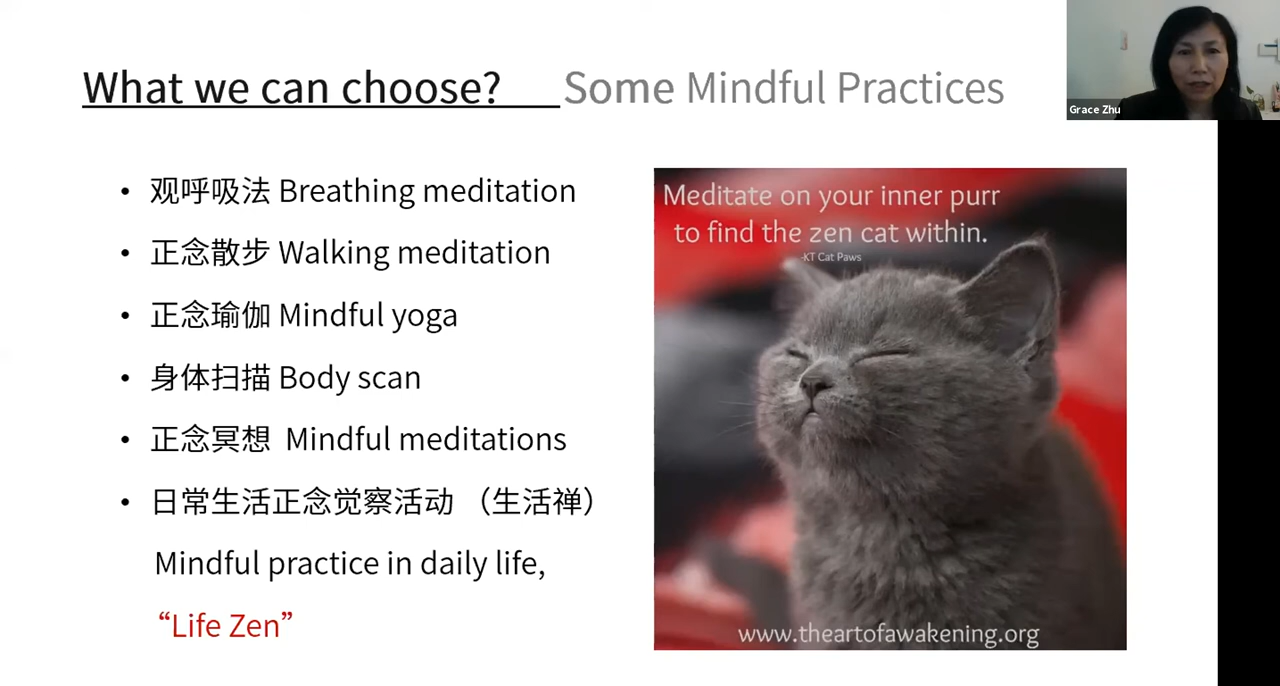 What we can choose? Some Mindful Practices
Grace Zhu
• 观呼吸法 Breathing meditation
• 正念散步 Walking meditation
• 正念瑜伽 Mindful yoga
• 身体扫描 Body scan
• 正念冥想 Mindful meditations
• 日常生活正念觉察活动 （生活禅）
Mindful practice in daily life,
“Life Zen”
Meditate on your inner purr
to find the zen cat within.
-KT Cat Paws
www.theartofawakening.org